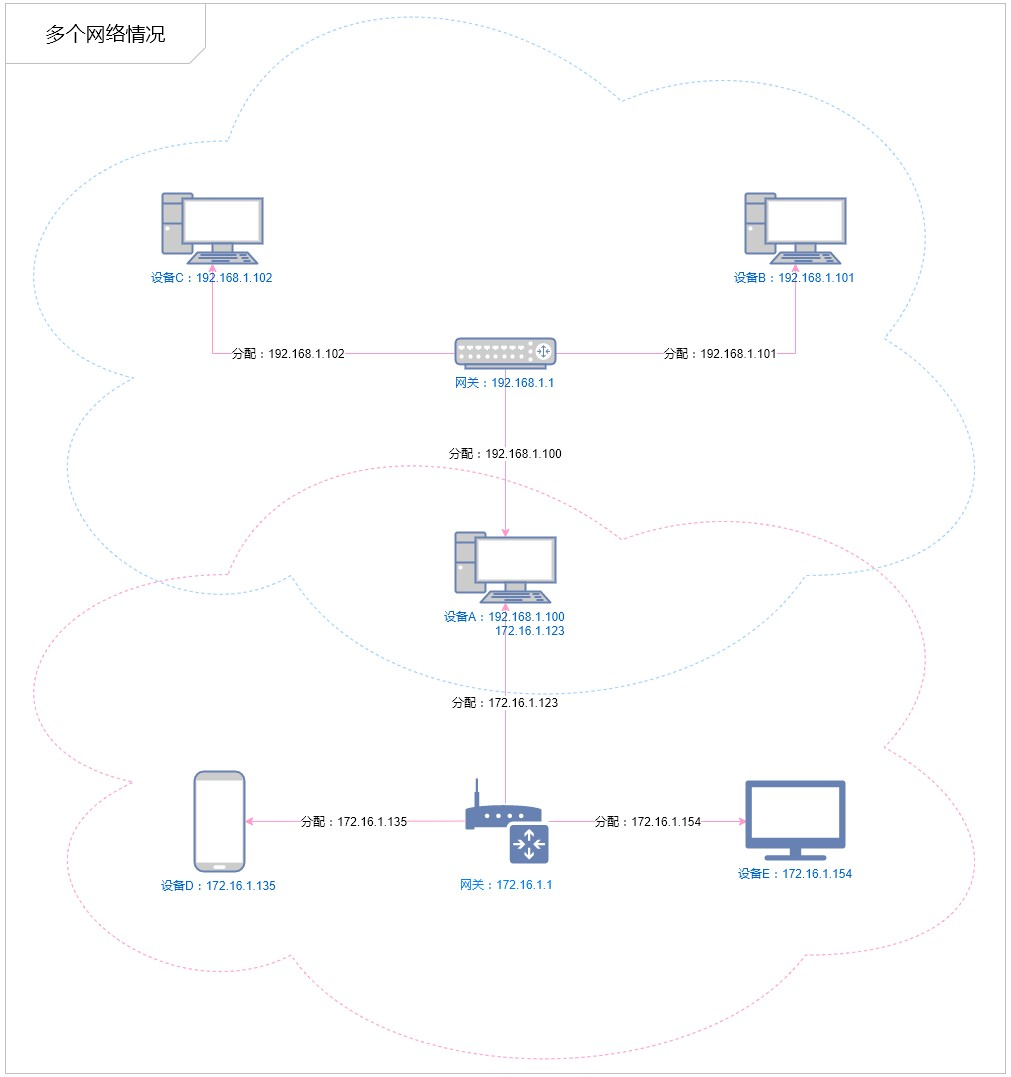 多个网络情况
设备C：192.168.1.102
设备B：192.168.1.101
分配：192.168.1.102
分配：192.168.1.101
网关：192.168.1.1
分配：192.168.1.100
设备A：192.168.1.100
172.16.1.123
分配：172.16.1.123
分配：172.16.1.135
分配：172.16.1.154
设备D：172.16.1.135
网关：172.16.1.1
设备E：172.16.1.154